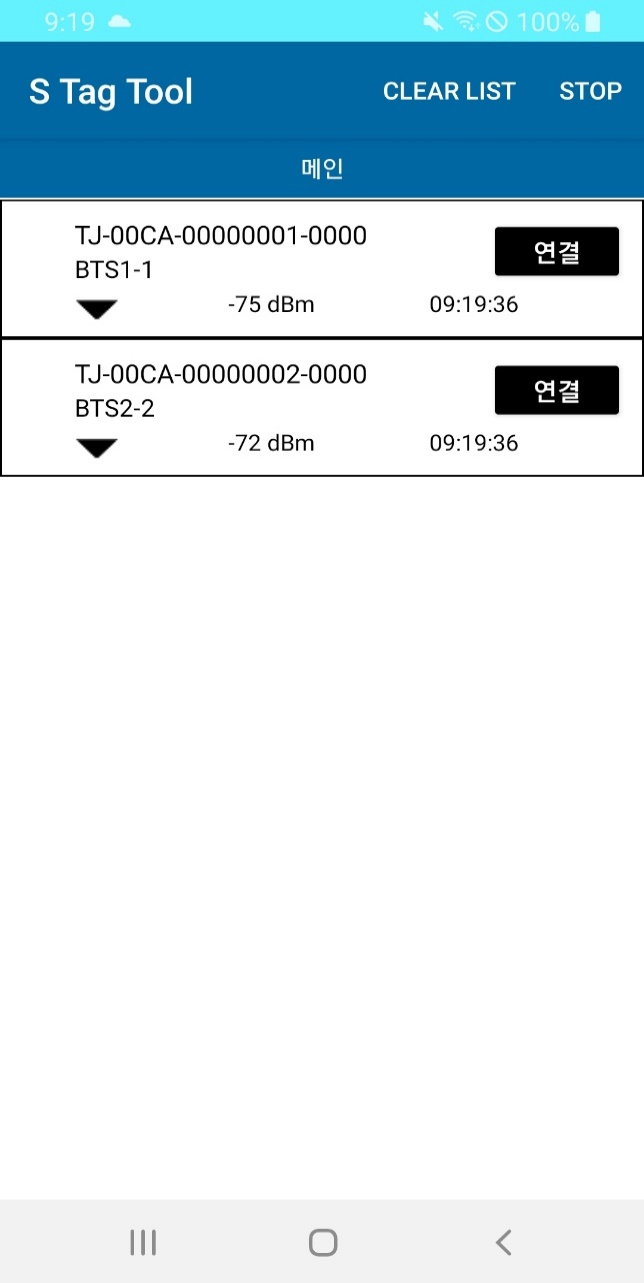 9:19 100%
S Tag Tool CLEAR LIST STOP
메인
TJ-00CA-00000001-0000
연결
BTS1-1
-75 dBm 09:19:36
TJ-00CA-00000002-0000
연결
BTS2-2
-72 dBm 09:19:36